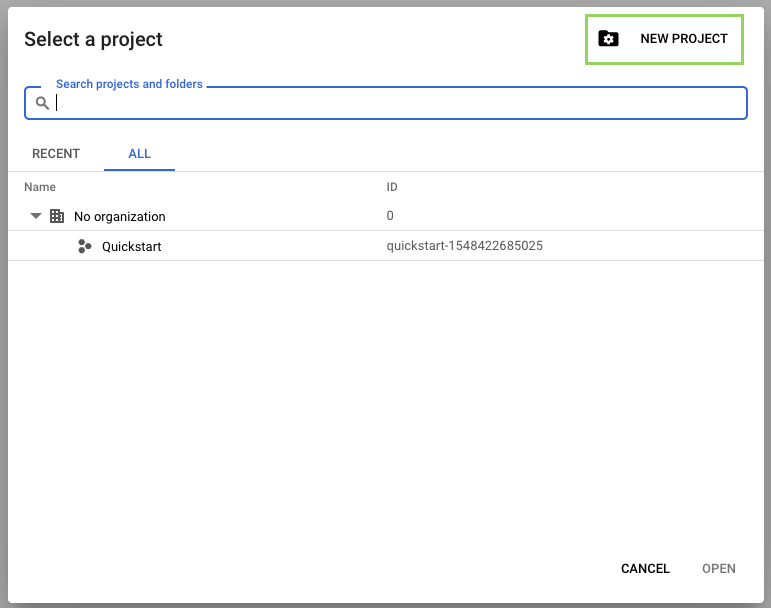 Select a project
NEW PROJECT
Search projects and folders
RECENT
ALL
Name ID
No organization 0
Quickstart quickstart-1548422685025
CANCEL OPEN